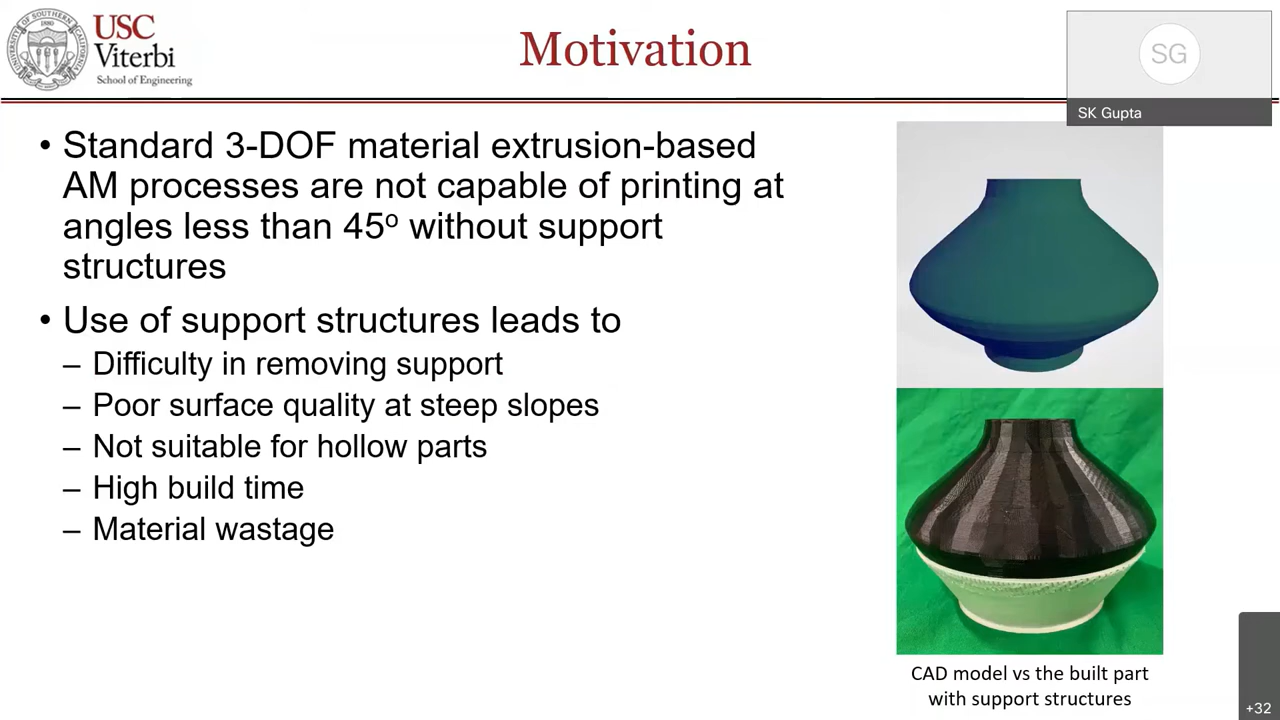 USC
Viterbi
School of Engineering
Motivation
SG
SK Gupta
• Standard 3-DOF material extrusion-based
AM processes are not capable of printing at
angles less than 45º without support
structures
• Use of support structures leads to
– Difficulty in removing support
– Poor surface quality at steep slopes
– Not suitable for hollow parts
– High build time
– Material wastage
CAD model vs the built part
with support structures
+32